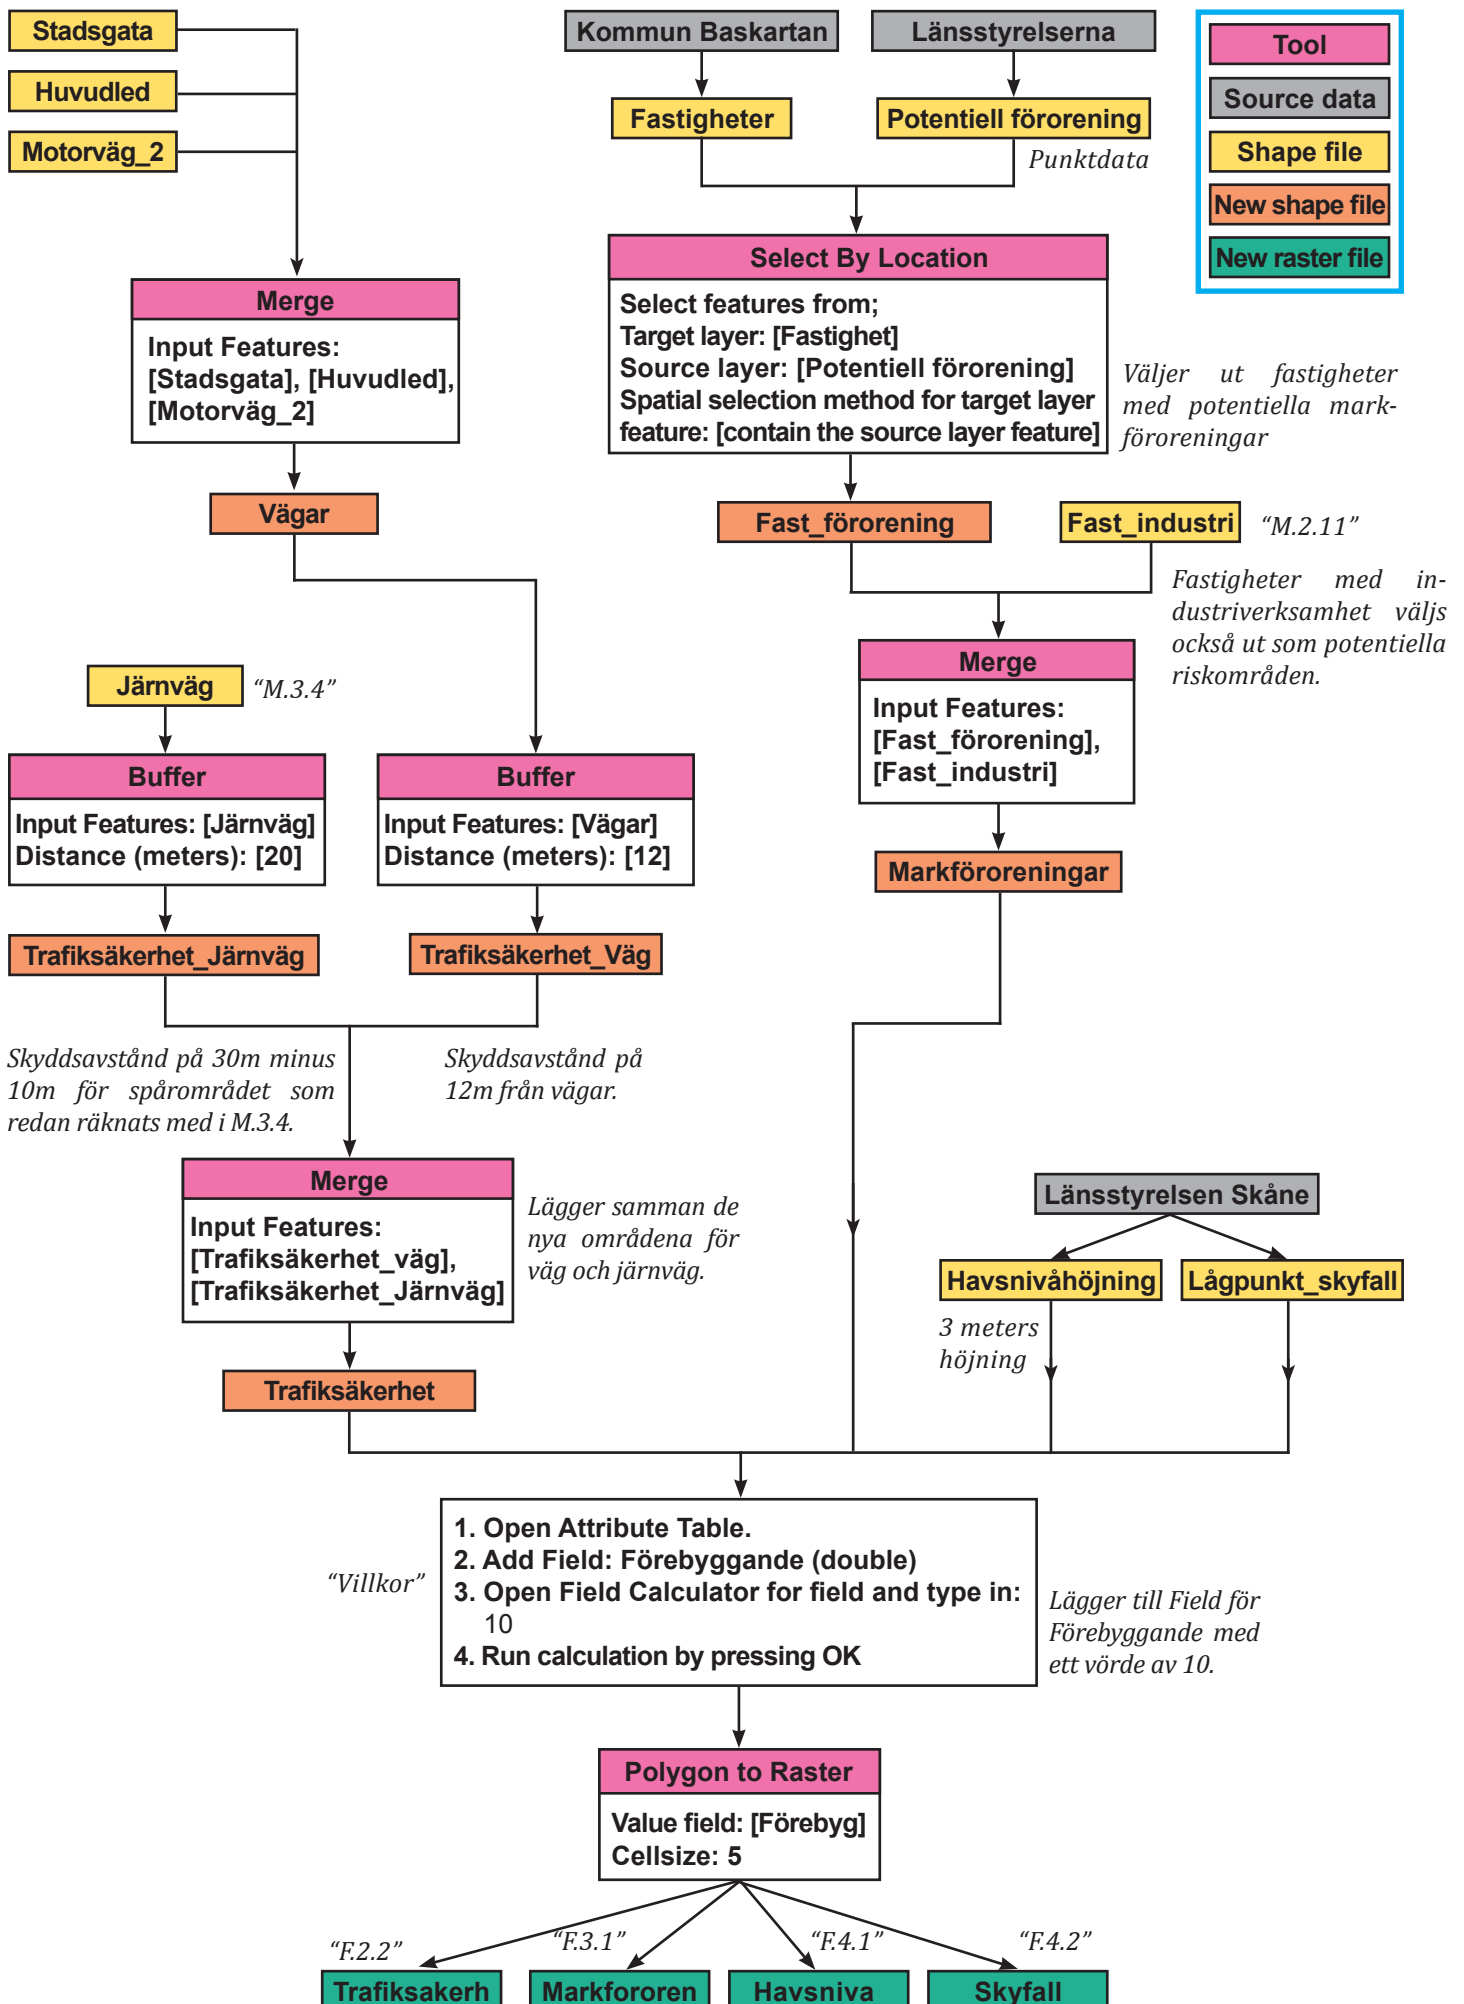 Stadsgata
Huvudled
Motorväg_2
Merge
Input Features:
[Stadsgata], [Huvudled],
[Motorväg_2]
Vägar
Järnväg
“M.3.4”
Buffer
Input Features: [Järnväg]
Distance (meters): [20]
Buffer
Input Features: [Vägar]
Distance (meters): [12]
Trafiksäkerhet_Järnväg
Trafiksäkerhet_Väg
Skyddsavstånd på 30m minus
10m för spårområdet som
redan räknats med i M.3.4.
Skyddsavstånd på
12m från vägar.
Merge
Input Features:
[Trafiksäkerhet_väg],
[Trafiksäkerhet_Järnväg]
Lägger samman de
nya områdena för
väg och järnväg.
Trafiksäkerhet
Kommun Baskartan
Länsstyrelserna
Fastigheter
Potentiell förorening
Punktdata
Select By Location
Select features from;
Target layer: [Fastighet]
Source layer: [Potentiell förorening]
Spatial selection method for target layer
feature: [contain the source layer feature]
Väljer ut fastigheter
med potentiella mark-
föroreningar
Fast_förorening
Fast_industri
“M.2.11”
Fastigheter med in-
dustriverksamhet väljs
också ut som potentiella
riskområden.
Merge
Input Features:
[Fast_förorening],
[Fast_industri]
Markföroreningar
Länsstyrelsen Skåne
Havsnivåhöjning
Lågpunkt_skyfall
3 meters
höjning
Tool
Source data
Shape file
New shape file
New raster file
“Villkor”
1. Open Attribute Table.
2. Add Field: Förebyggande (double)
3. Open Field Calculator for field and type in:
10
4. Run calculation by pressing OK
Lägger till Field för
Förebyggande med
ett vörde av 10.
Polygon to Raster
Value field: [Förebyg]
Cellsize: 5
“F.2.2”
“F.3.1”
“F.4.1”
“F.4.2”
Trafiksakerh
Markfororen
Havsniva
Skyfall